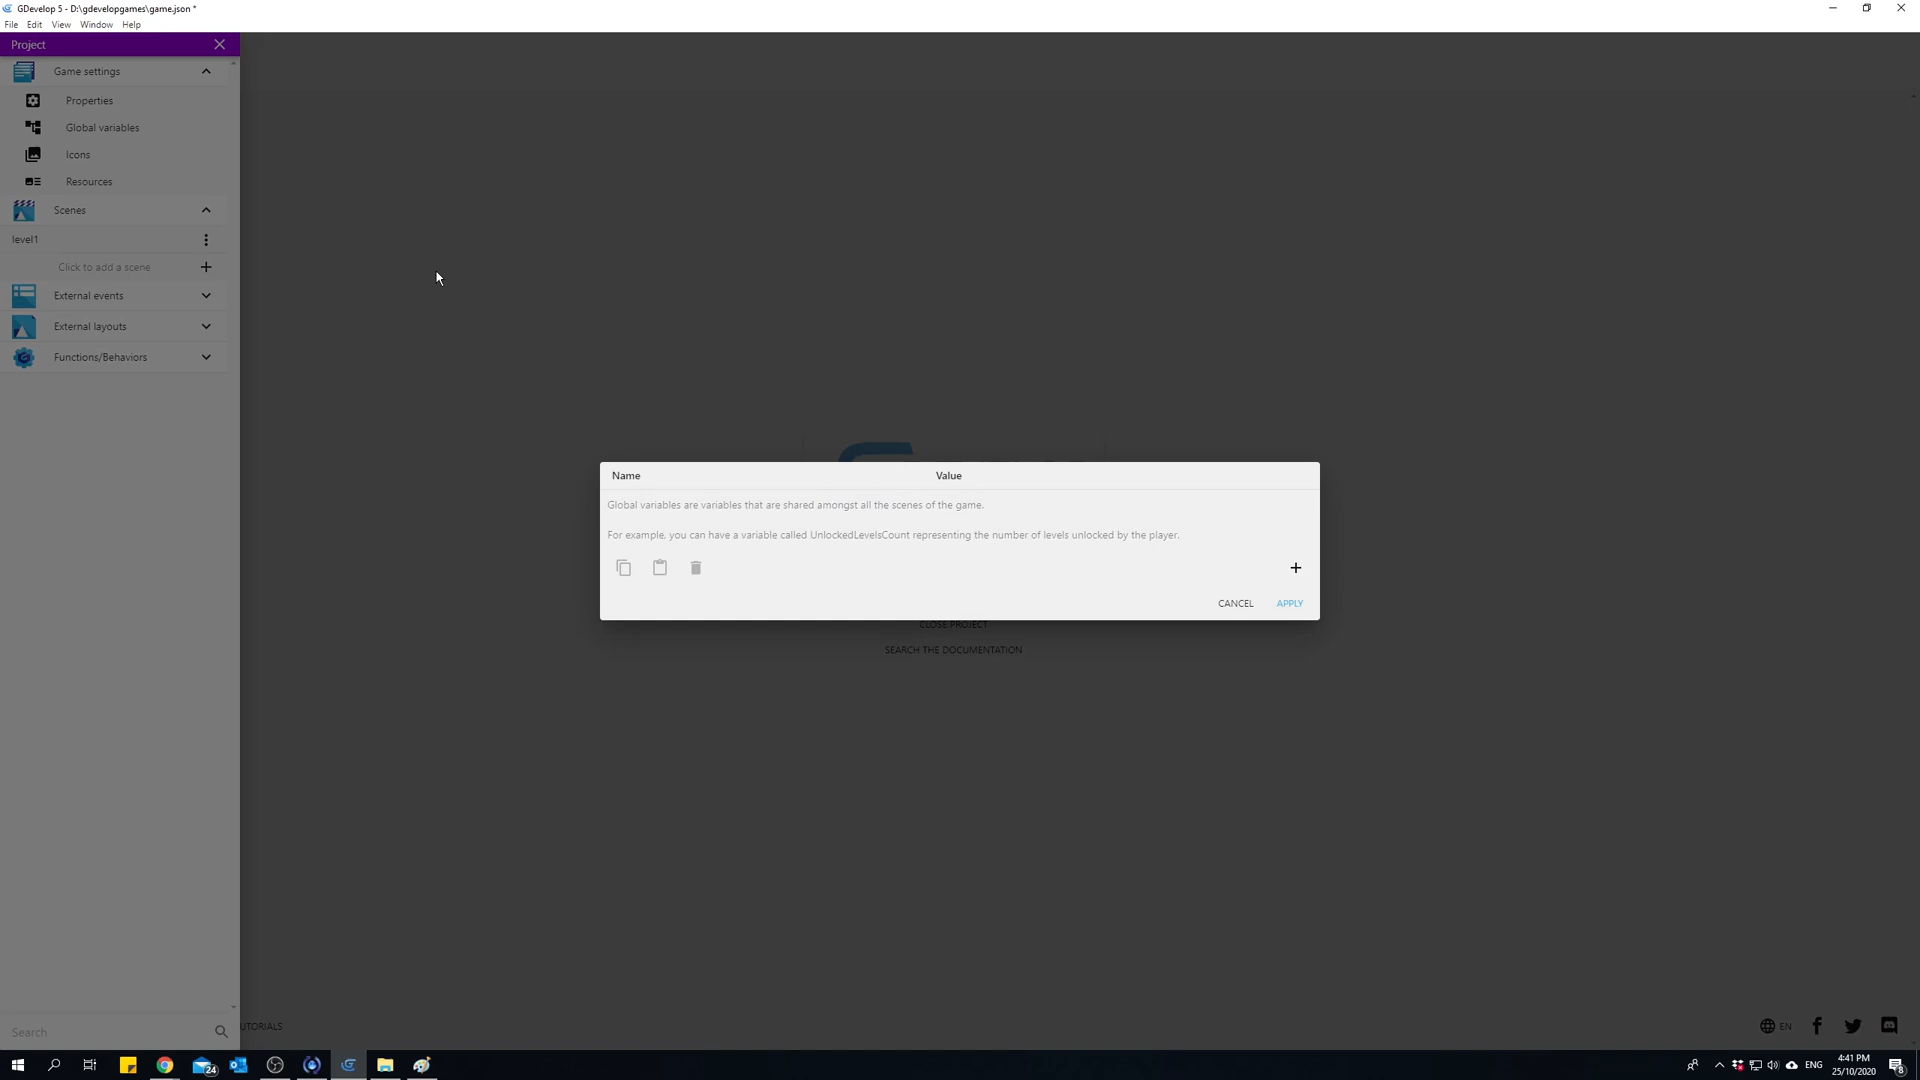 GDevelop 5 - D:\gdevelopgames\game.json *
File Edit View Window Help
Project
Game settings
Properties
Global variables
Icons
Resources
Scenes
level1
Click to add a scene
External events
External layouts
Functions/Behaviors
Name Value
Global variables are variables that are shared amongst all the scenes of the game.
For example, you can have a variable called UnlockedLevelsCount representing the number of levels unlocked by the player.
CANCEL APPLY
CLOSE PROJECT
SEARCH THE DOCUMENTATION
Search
UTORIALS
EN
24
ENG
4:41 PM
25/10/2020
8